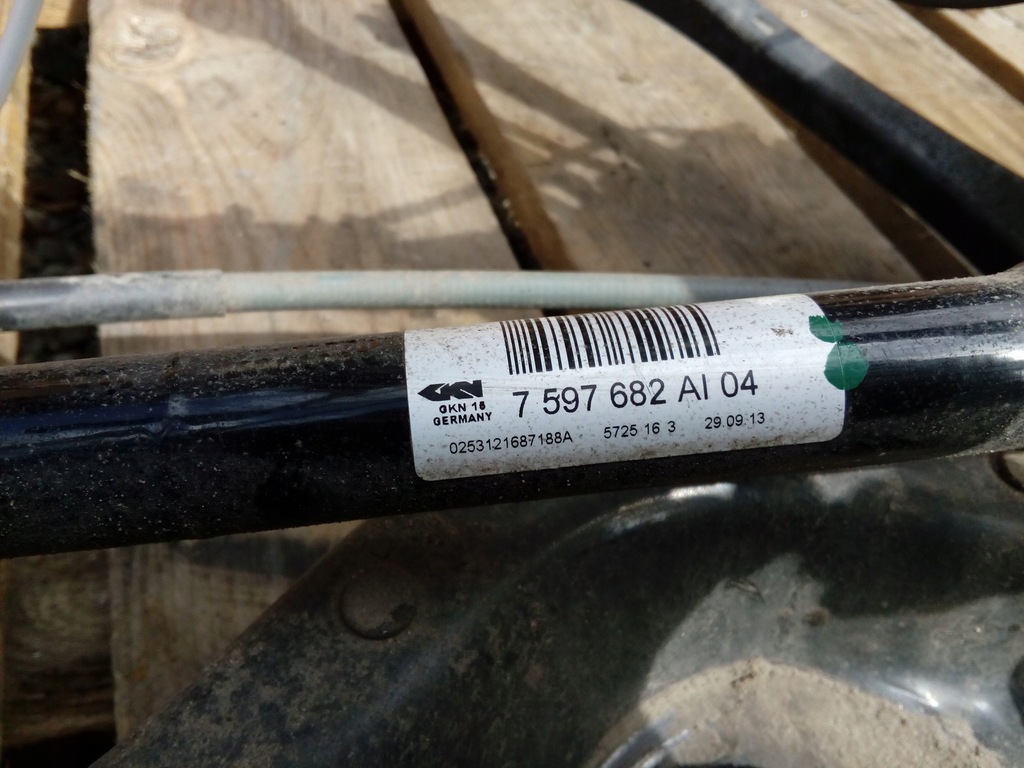 GKN
7 597 682 AI 04
GKN 16
GERMANY
0253121687188A 5725 16 3 29.09.13